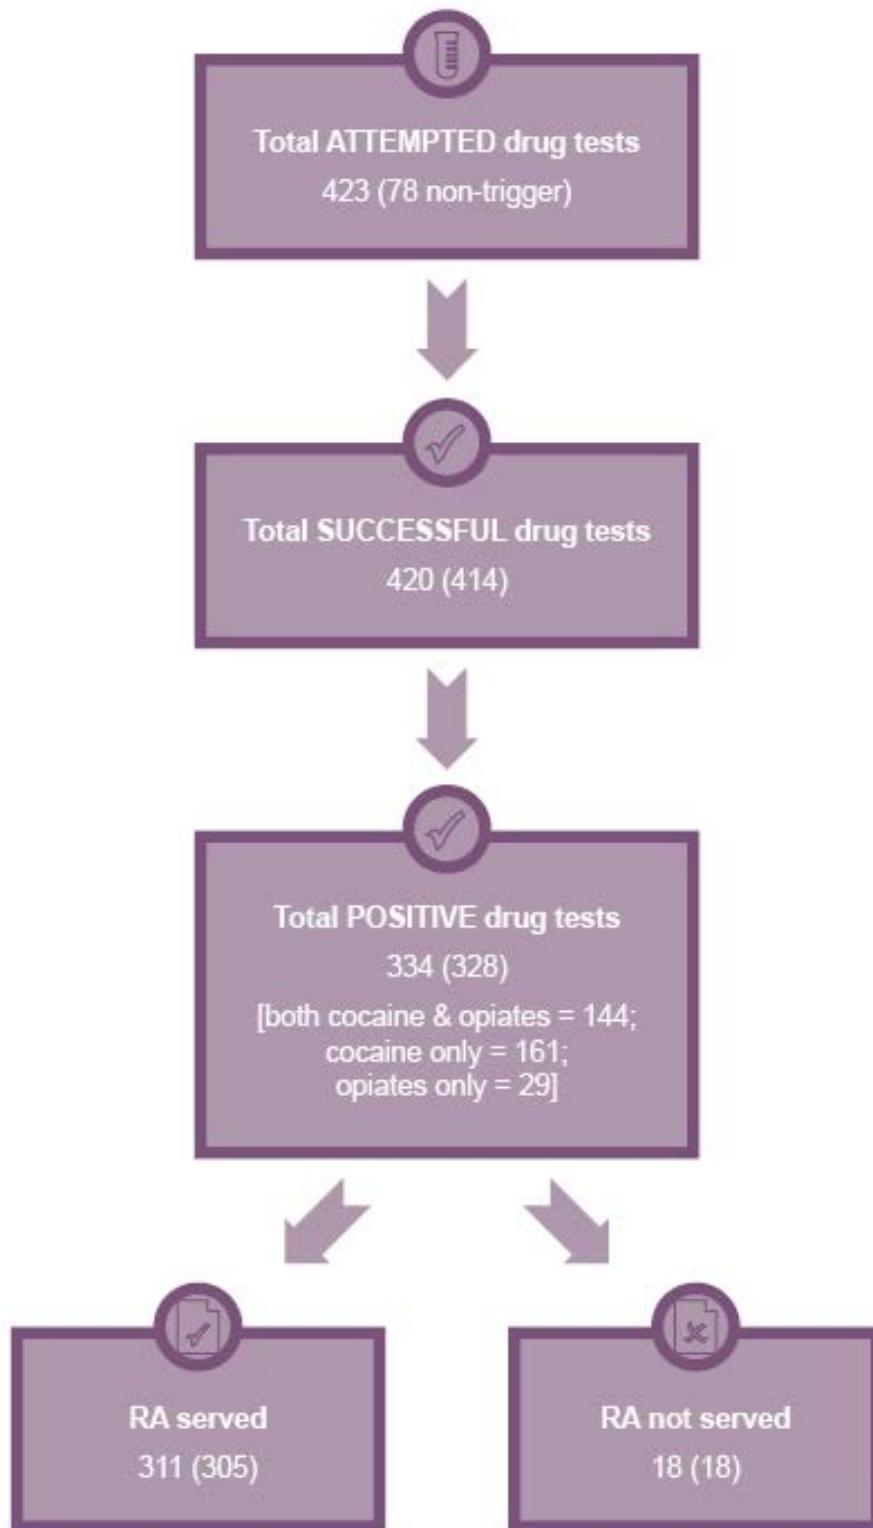 Total ATTEMPTED drug tests
423 (78 non-trigger)
Total SUCCESSFUL drug tests
420 (414)
Total POSITIVE drug tests
334 (328)
[both cocaine & opiates = 144;
cocaine only = 161;
opiates only = 29]
RA served
311 (305)
RA not served
18 (18)